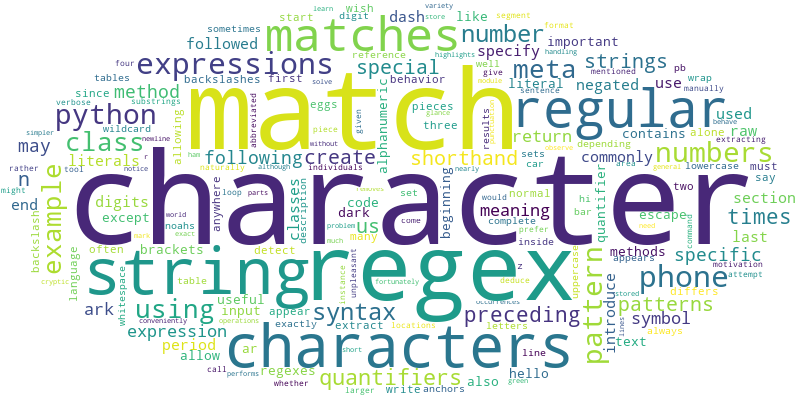 wish
dash
like
sometimes
digit
start
matches
number
four
followed
reference
specify
important
highlights
learn
variety
store
segment
format
handling
expressions
backslashes
first
special
behavior
meta
strings
tables
well
give
mentioned
module
solve
pb
wrap
manually
verbose
since
method
substrings
eggs
pieces
literal
negated
use
rather
wildcard
abbreviated
piece
given
three
results
sentence
simpler
newline
match
alphanumeric
glance
behave
python
allowing
without
regular
contains
alone
raw
used
may
class
return
commonly
depending
extracting
r
literals
following
create
shorthand
numbers
tool
although
individuals
sets
area
lowercase
must
n
notice
naturally
loop
parts
car
observe
two
say
might
digits
anywhere
code
set
normal
hi
general
end
except
classes
description
dark
us
come
beginning
meaning
quantifier
bar
escape
section
example
world
noahs
many
complete
prefer
would
methods
need
times
last
backslash
often
brackets
exact
detect
problem
much
inside
appears
motivation
language
character
string
regex
z
uppercase
pattern
specific
phone
cryptic
whitespace
table
instance
unpleasant
deduce
command
differs
attempt
useful
using
fortunately
occurrences
stored
patterns
ark
input
appear
syntax
preceding
introduce
symbol
conveniently
operations
locations
lines
always
expression
exactly
extract
letters
text
period
characters
allow
ar
line
call
regexes
short
hello
performs
whether
quantifiers
also
green
larger
write
anchors